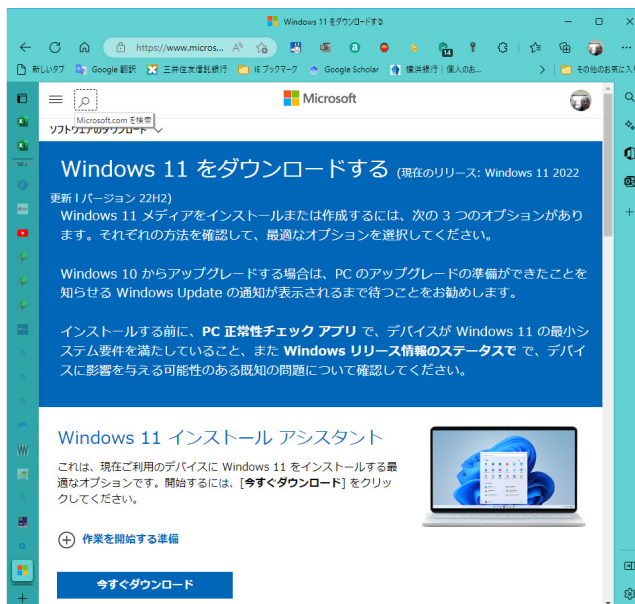 Windows 11 をダウンロードする
https://www.micros...
14
新しいタブ Google 翻訳 三井住友信託銀行 IE ブックマーク Google Scholar 横浜銀行 | 個人のお... その他のお気に入り
Microsoft
Microsoft.com を検索
ソフトウェアのダウンロード
Windows 11 をダウンロードする (現在のリリース: Windows 11 2022
更新 l バージョン 22H2)
Windows 11 メディアをインストールまたは作成するには、次の 3 つのオプションがあり
ます。それぞれの方法を確認して、最適なオプションを選択してください。
Windows 10 からアップグレードする場合は、PC のアップグレードの準備ができたことを
知らせる Windows Update の通知が表示されるまで待つことをお勧めします。
インストールする前に、PC 正常性チェック アプリ で、デバイスが Windows 11 の最小シ
ステム要件を満たしていること、また Windows リリース情報のステータスで で、デバイ
スに影響を与える可能性のある既知の問題について確認してください。
Windows 11 インストール アシスタント
これは、現在ご利用のデバイスに Windows 11 をインストールする最
適なオプションです。開始するには、[今すぐダウンロード] をクリッ
クしてください。
作業を開始する準備
今すぐダウンロード